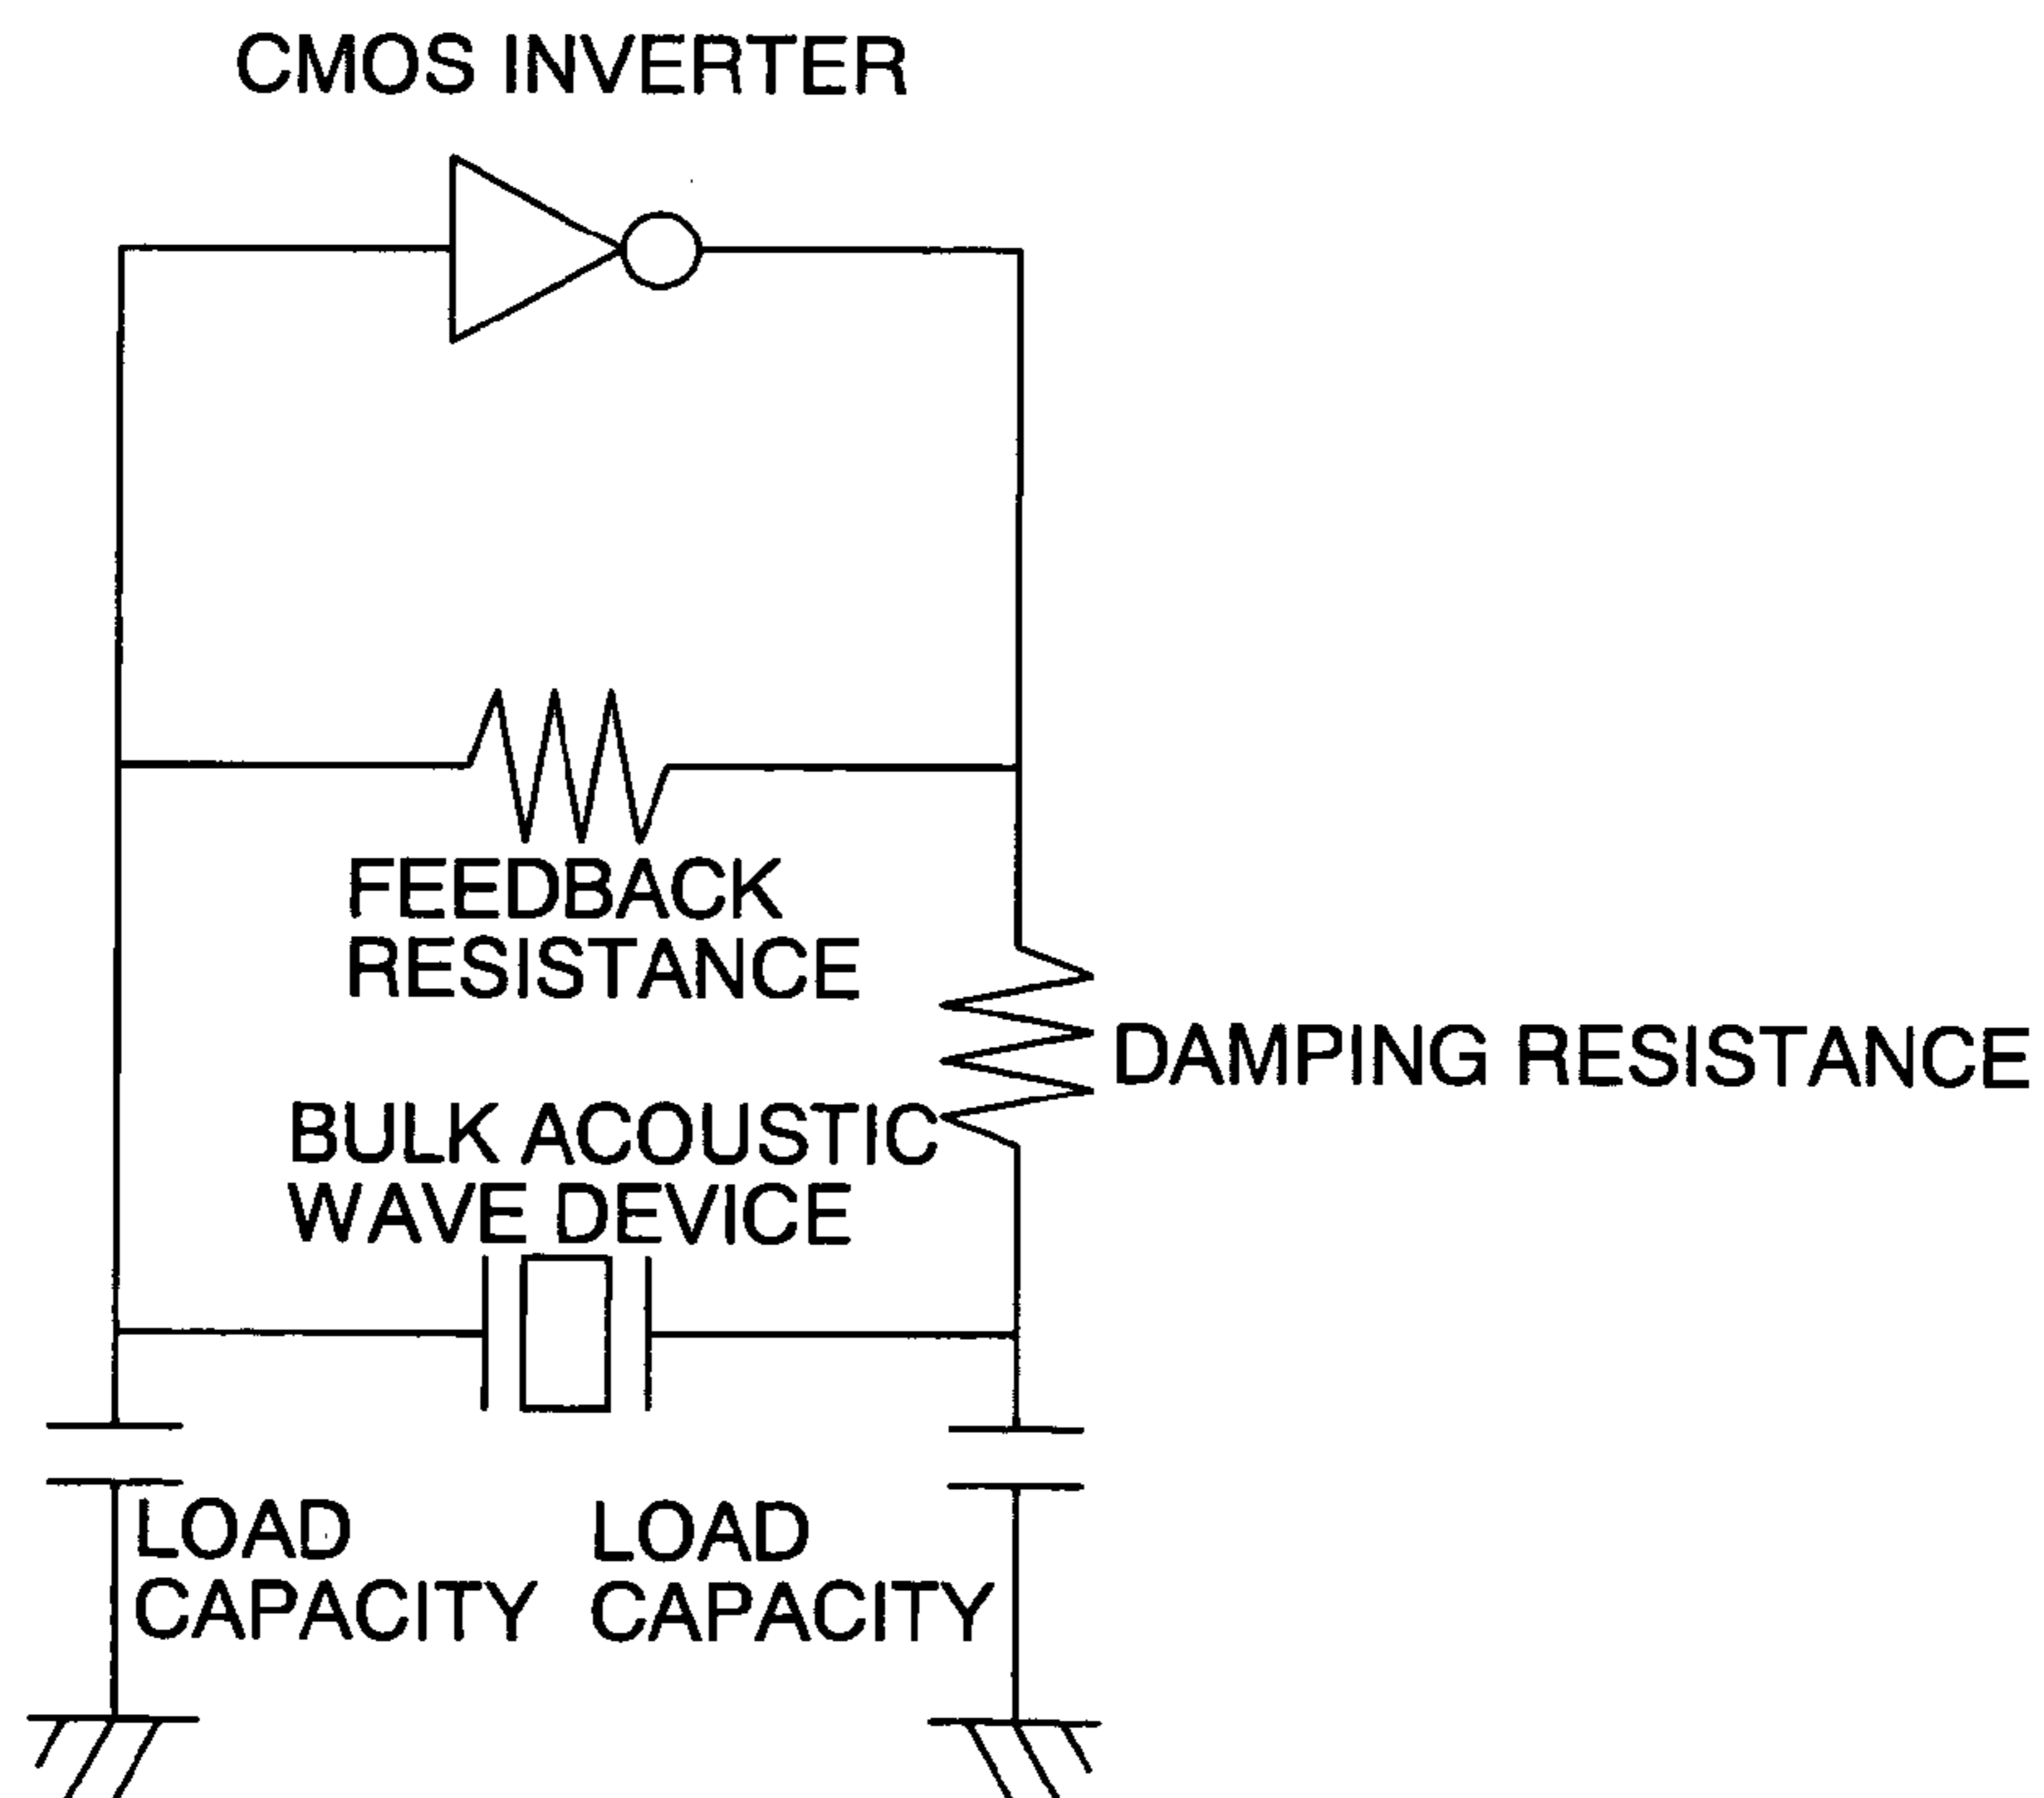 CMOS INVERTER
FEEDBACK
RESISTANCE
DAMPING RESISTANCE
BULK ACOUSTIC
WAVE DEVICE
LOAD
CAPACITY
LOAD
CAPACITY